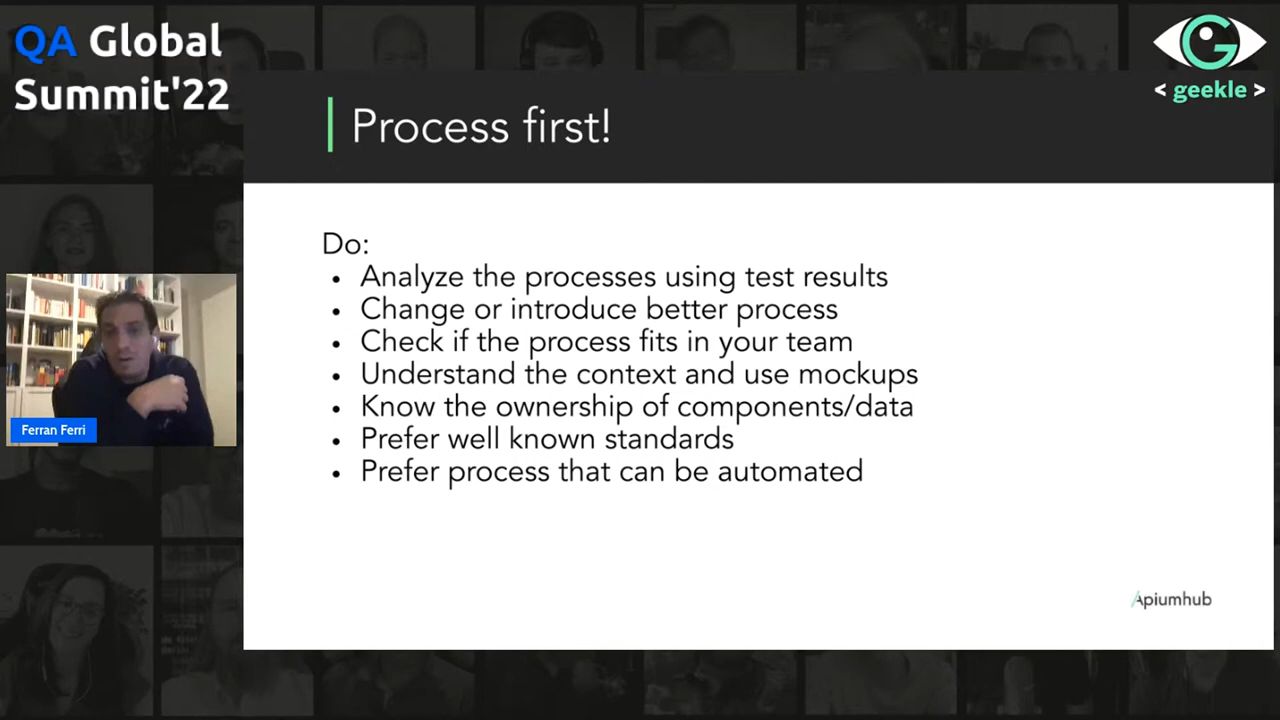 QA Global
Summit'22
G
< geekle >
Process first!
Do:
• Analyze the processes using test results
• Change or introduce better process
• Check if the process fits in your team
• Understand the context and use mockups
• Know the ownership of components/data
• Prefer well known standards
• Prefer process that can be automated
Ferran Ferri
Apiumhub